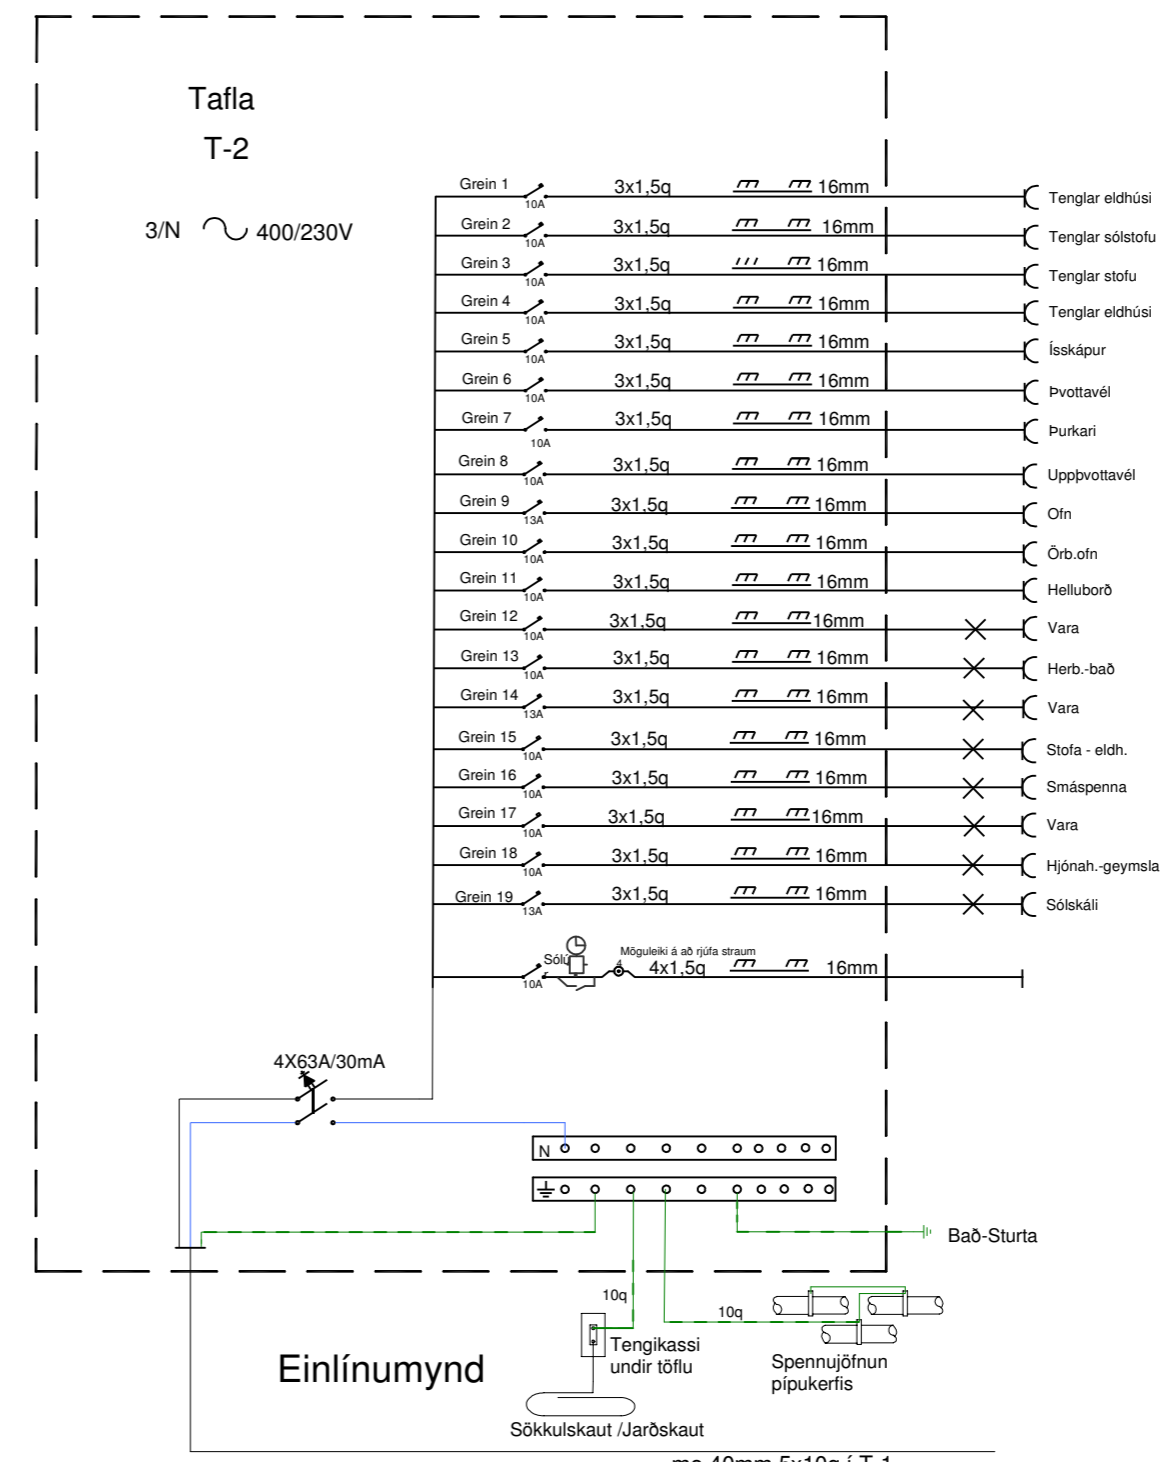 Tafla
T-2
3/N 400/230V
Grein 1 10A 3x1,5q 16mm Tenglar eldhúsi
Grein 2 10A 3x1,5q 16mm Tenglar sólstofu
Grein 3 10A 3x1,5q 16mm Tenglar stofu
Grein 4 10A 3x1,5q 16mm Tenglar eldhúsi
Grein 5 10A 3x1,5q 16mm Ísskápur
Grein 6 10A 3x1,5q 16mm Þvottavél
Grein 7 10A 3x1,5q 16mm Þurkari
Grein 8 10A 3x1,5q 16mm Uppþvottavél
Grein 9 13A 3x1,5q 16mm Ofn
Grein 10 10A 3x1,5q 16mm Örb.ofn
Grein 11 10A 3x1,5q 16mm Helluborð
Grein 12 10A 3x1,5q 16mm Vara
Grein 13 10A 3x1,5q 16mm Herb.-bað
Grein 14 13A 3x1,5q 16mm Vara
Grein 15 10A 3x1,5q 16mm Stofa - eldh.
Grein 16 10A 3x1,5q 16mm Smáspenna
Grein 17 10A 3x1,5q 16mm Vara
Grein 18 10A 3x1,5q 16mm Hjónah.-geymsla
Grein 19 13A 3x1,5q 16mm Sólskáli
Möguleiki á að rjúfa straum
10A 4 4x1,5q 16mm
4X63A/30mA
N
Bað-Sturta
10q
10q
Tengikassi
undir töflu
Spennujöfnun
pípukerfis
Einlínumynd
Sökkulskaut /Jarðskaut
40mm 5x10q í T-1